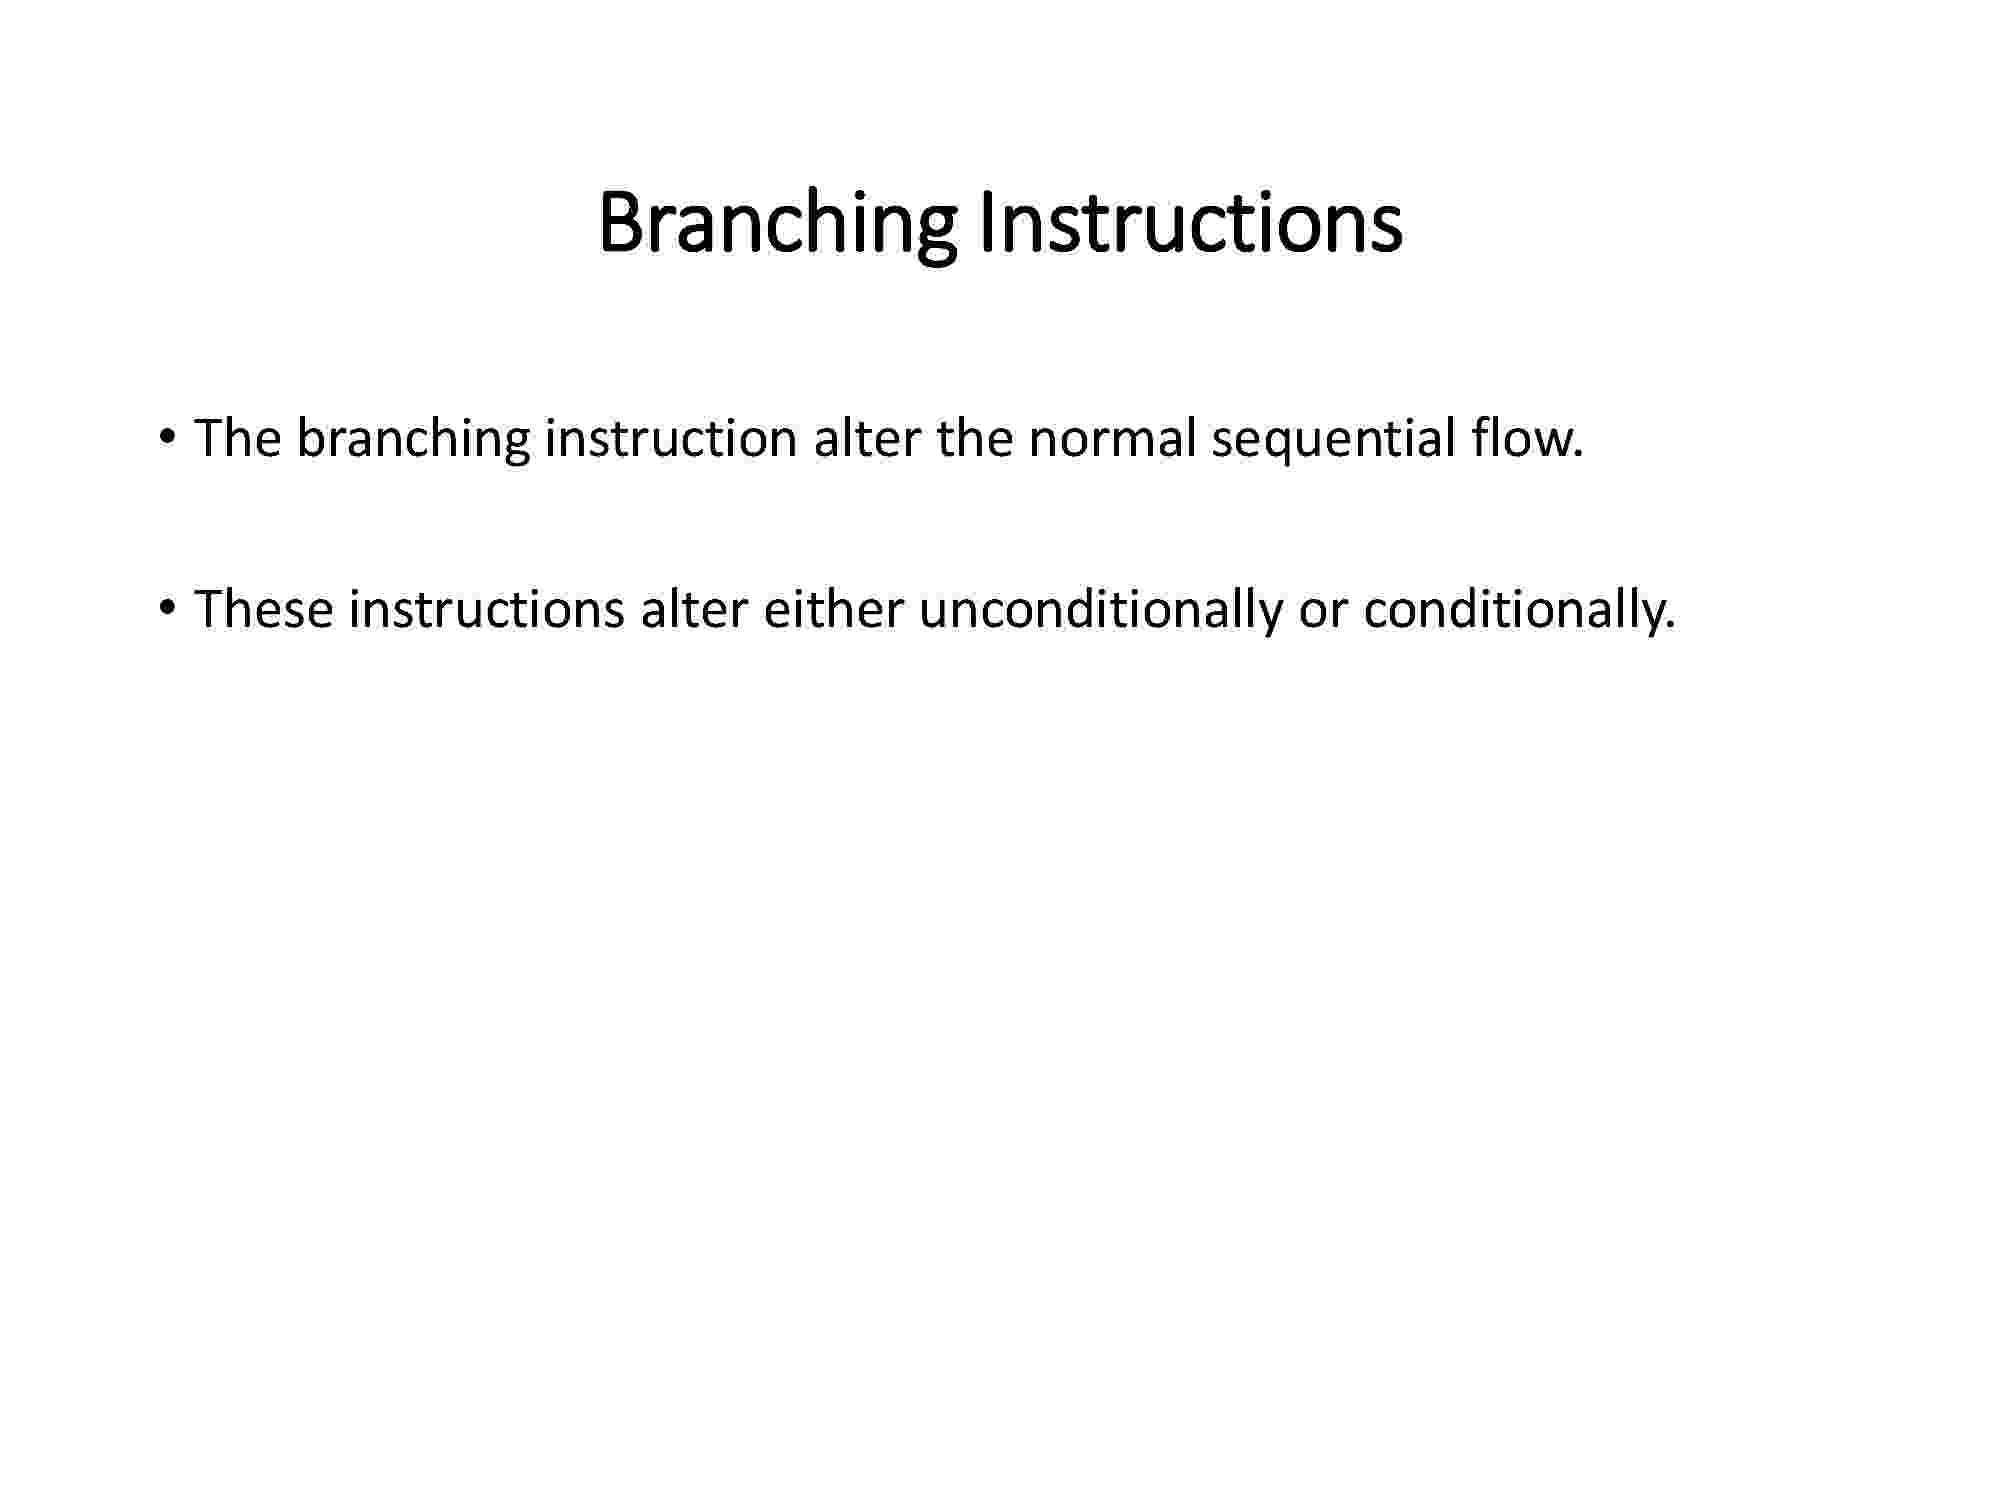 Branching Instructions
• The branching instruction alter the normal sequential flow.
• These instructions alter either unconditionally or conditionally.